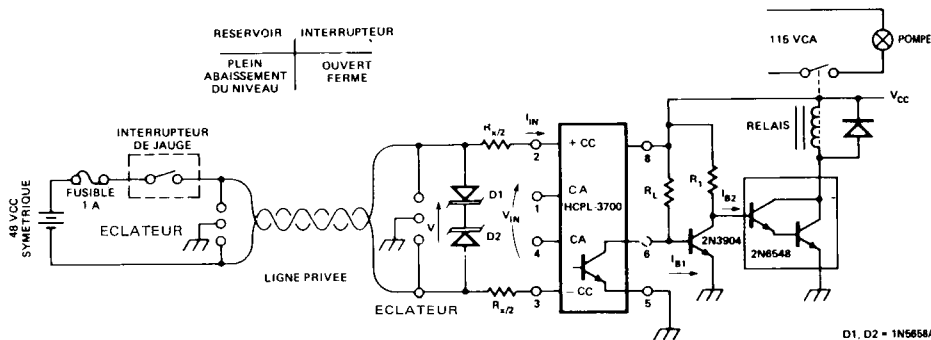 RESERVOIR INTERRUPTEUR
PLEIN OUVERT
ABAISSEMENT FERME
DU NIVEAU
115 VCA
POMPE
VCC
RELAIS
INTERRUPTEUR
DE JAUGE
FUSIBLE
1 A
48 VCC
SYMETRIQUE
ECLATEUR
LIGNE PRIVEE
ECLATEUR
V
D1
D2
VIN
Rx/2
IIN
2
+ CC
1
CA
HCPL-3700
4
CA
3
- CC
Rx/2
8
6
5
RL
R1
IB2
2N3904
IB1
2N6548
D1, D2 = 1N5658A